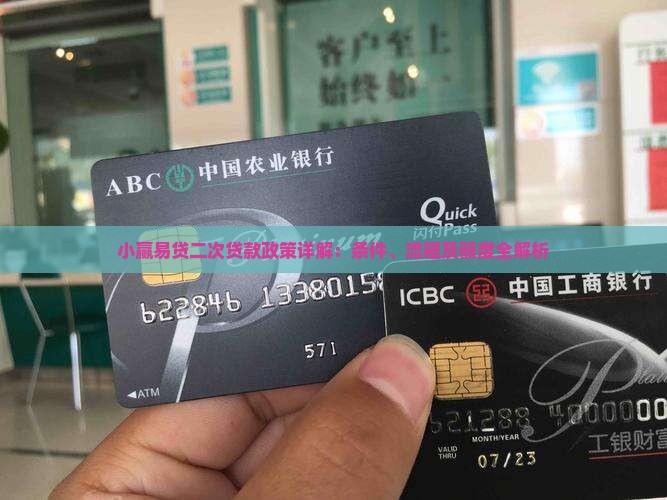 客户至上
始终如一
ABC 中国农业银行
Quick
闪付Pass
小赢易贷二次贷款政策详解：条件、流程及额度全解析
622846 1338015
571
ATM
ICBC 中国工商银行
621288 4000000
VALID THRU
MONTH/YEAR
07/23
工银财富